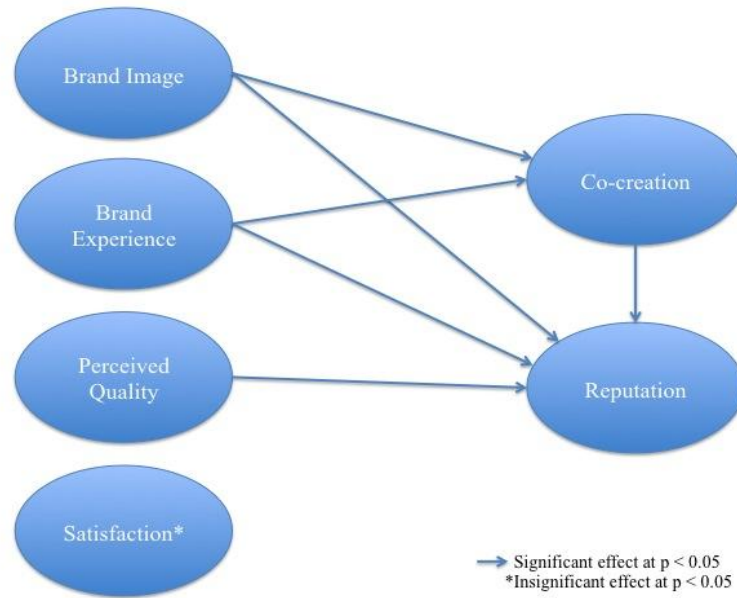 Brand Image
Co-creation
Brand
Experience
Perceived
Quality
Reputation
Satisfaction*
Significant effect at p < 0.05
*Insignificant effect at p < 0.05